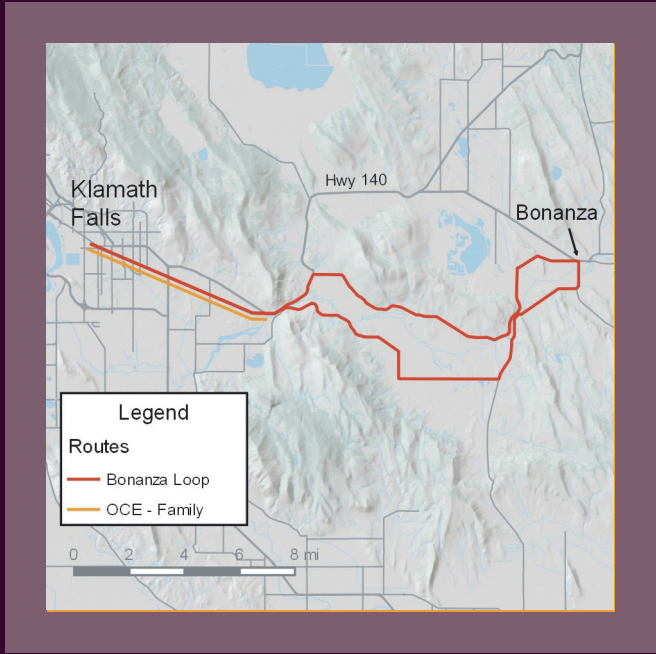 Hwy 140
Klamath
Falls
Bonanza
Legend
Routes
Bonanza Loop
OCE - Family
0 2 4 6 8 mi